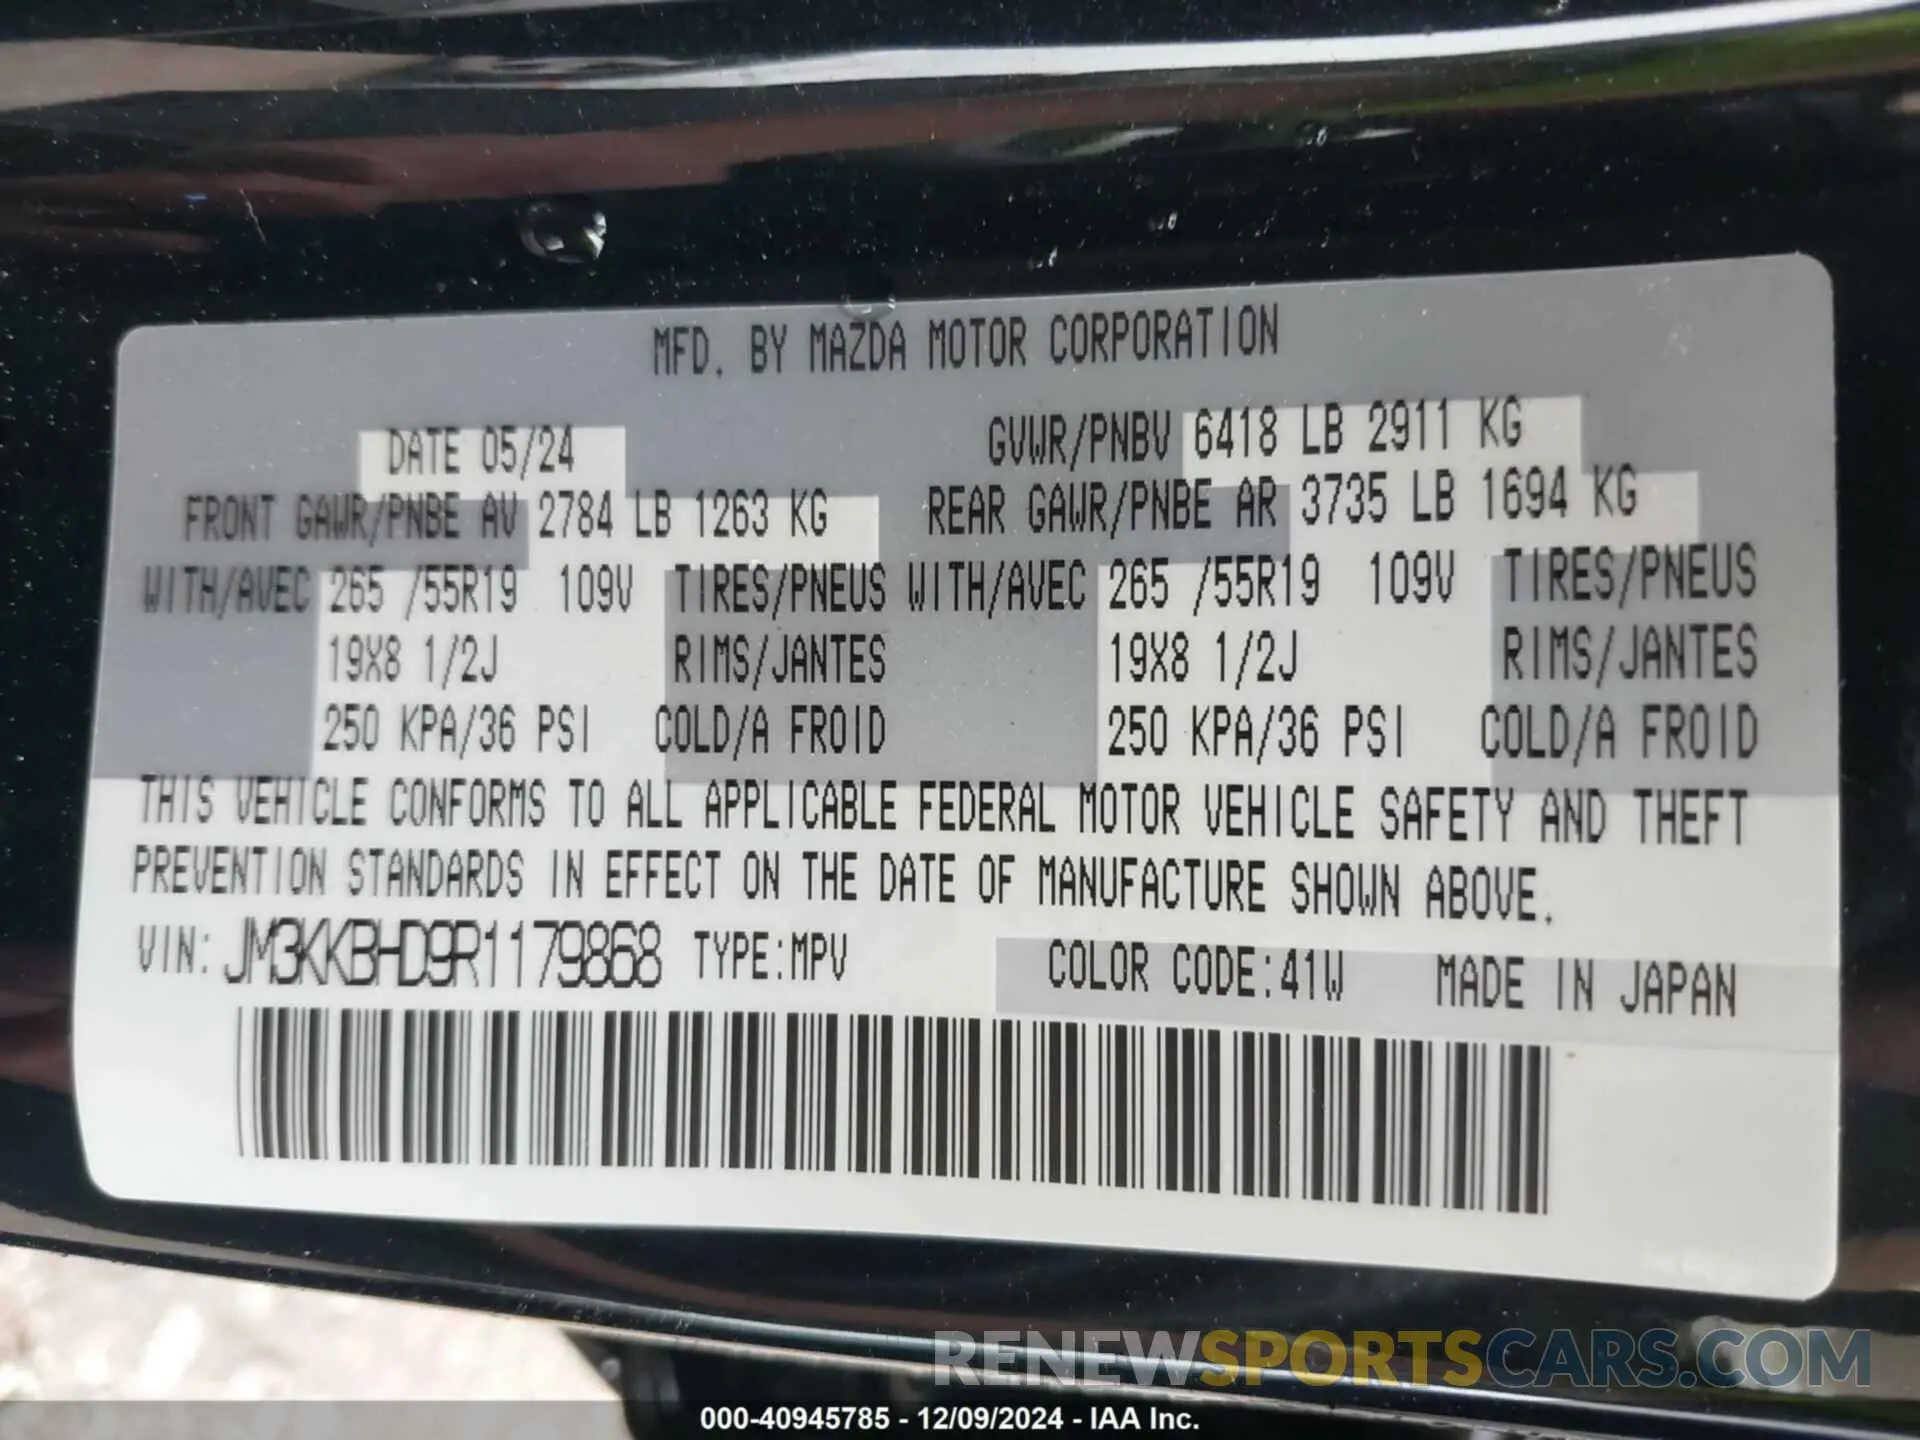 MFD. BY MAZDA MOTOR CORPORATION
DATE 05/24 GVWR/PNBV 6418 LB 2911 KG
FRONT GAWR/PNBE AV 2784 LB 1263 KG REAR GAWR/PNBE AR 3735 LB 1694 KG
WITH/AVEC 265 /55R19 109V TIRES/PNEUS WITH/AVEC 265 /55R19 109V TIRES/PNEUS
19X8 1/2J RIMS/JANTES 19X8 1/2J RIMS/JANTES
250 KPA/36 PSI COLD/A FROID 250 KPA/36 PSI COLD/A FROID
THIS VEHICLE CONFORMS TO ALL APPLICABLE FEDERAL MOTOR VEHICLE SAFETY AND THEFT
PREVENTION STANDARDS IN EFFECT ON THE DATE OF MANUFACTURE SHOWN ABOVE.
VIN: JM3KKBHD9R1179868 TYPE:MPV COLOR CODE:41W MADE IN JAPAN
RENEWSPORTSCARS.COM
000-40945785 - 12/09/2024 - IAA Inc.